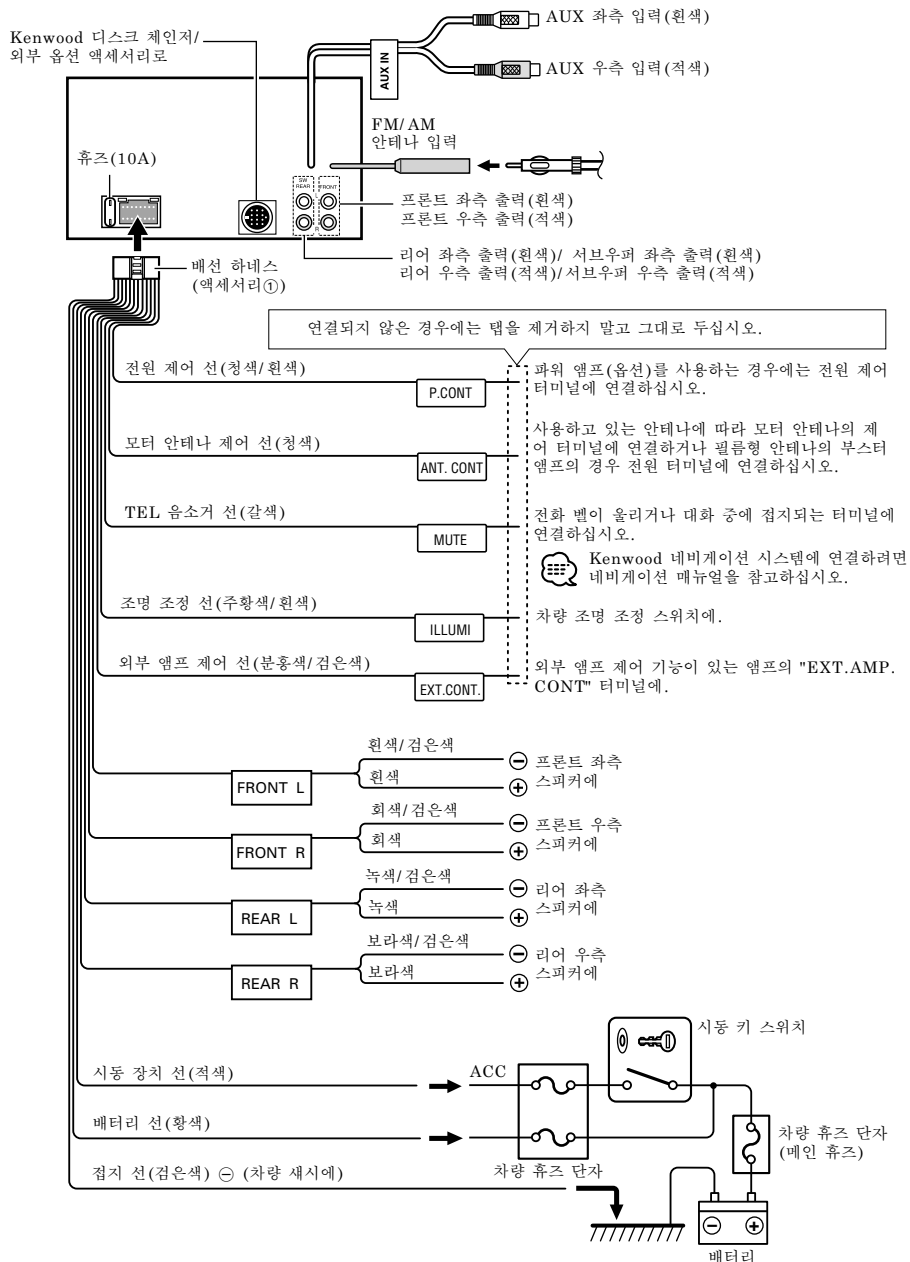 Kenwood 디스크 체인저/
외부 옵션 액세서리로
AUX 좌측 입력(흰색)
AUX IN
AUX 우측 입력(적색)
FM/AM
안테나 입력
휴즈(10A)
SW
REAR
FRONT
L
R
프론트 좌측 출력(흰색)
프론트 우측 출력(적색)
리어 좌측 출력(흰색)/ 서브우퍼 좌측 출력(흰색)
리어 우측 출력(적색)/서브우퍼 우측 출력(적색)
배선 하네스
(액세서리①)
연결되지 않은 경우에는 탭을 제거하지 말고 그대로 두십시오.
전원 제어 선(청색/흰색)
P.CONT
파워 앰프(옵션)를 사용하는 경우에는 전원 제어
터미널에 연결하십시오.
모터 안테나 제어 선(청색)
ANT. CONT
사용하고 있는 안테나에 따라 모터 안테나의 제
어 터미널에 연결하거나 필름형 안테나의 부스터
앰프의 경우 전원 터미널에 연결하십시오.
TEL 음소거 선(갈색)
MUTE
전화 벨이 울리거나 대화 중에 접지되는 터미널에
연결하십시오.
Kenwood 네비게이션 시스템에 연결하려면
네비게이션 매뉴얼을 참고하십시오.
조명 조정 선(주황색/흰색)
ILLUMI
차량 조명 조정 스위치에.
외부 앰프 제어 선(분홍색/검은색)
EXT.CONT.
외부 앰프 제어 기능이 있는 앰프의 "EXT.AMP.
CONT" 터미널에.
흰색/검은색
흰색
FRONT L
⊖ 프론트 좌측
⊕ 스피커에
회색/검은색
회색
FRONT R
⊖ 프론트 우측
⊕ 스피커에
녹색/검은색
녹색
REAR L
⊖ 리어 좌측
⊕ 스피커에
보라색/검은색
보라색
REAR R
⊖ 리어 우측
⊕ 스피커에
시동 키 스위치
시동 장치 선(적색)
ACC
배터리 선(황색)
차량 휴즈 단자
차량 휴즈 단자
(메인 휴즈)
접지 선(검은색) ⊖ (차량 섀시에)
⊖ ⊕
배터리